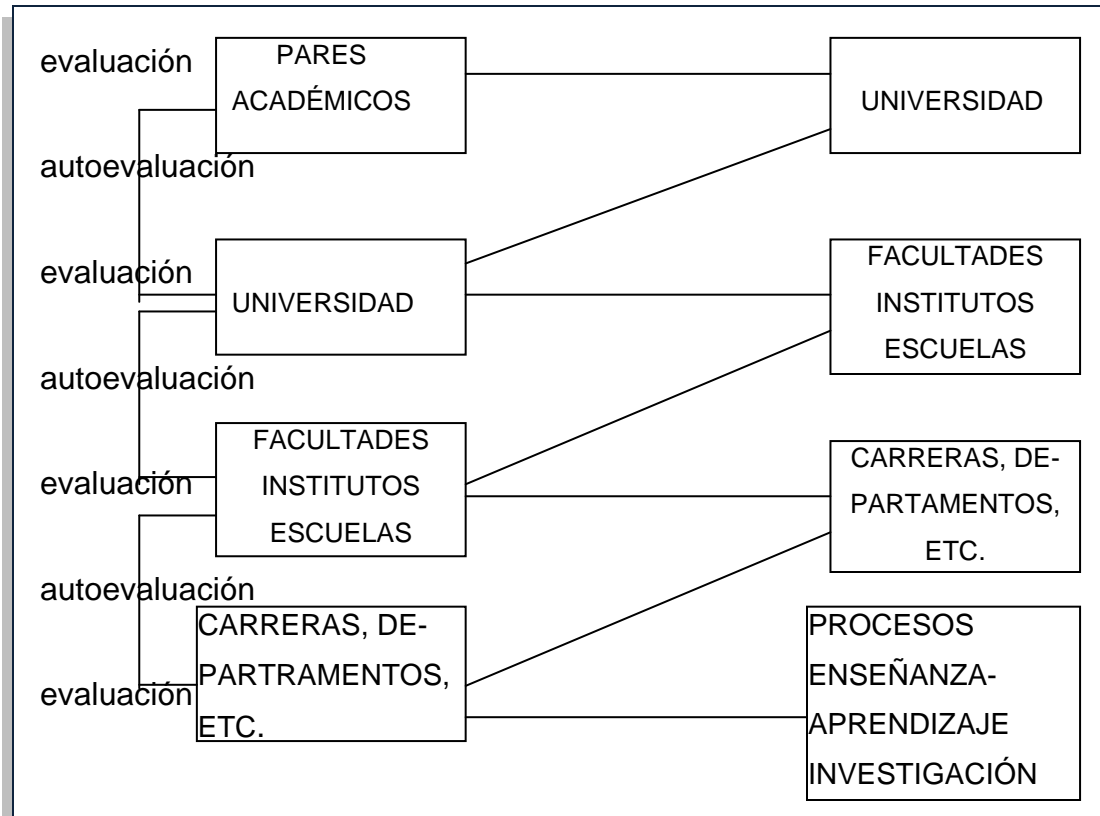 evaluación
PARES
ACADÉMICOS
UNIVERSIDAD
autoevaluación
evaluación
UNIVERSIDAD
FACULTADES
INSTITUTOS
ESCUELAS
autoevaluación
evaluación
FACULTADES
INSTITUTOS
ESCUELAS
CARRERAS, DE-
PARTAMENTOS,
ETC.
autoevaluación
evaluación
CARRERAS, DE-
PARTRAMENTOS,
ETC.
PROCESOS
ENSEÑANZA-
APRENDIZAJE
INVESTIGACIÓN